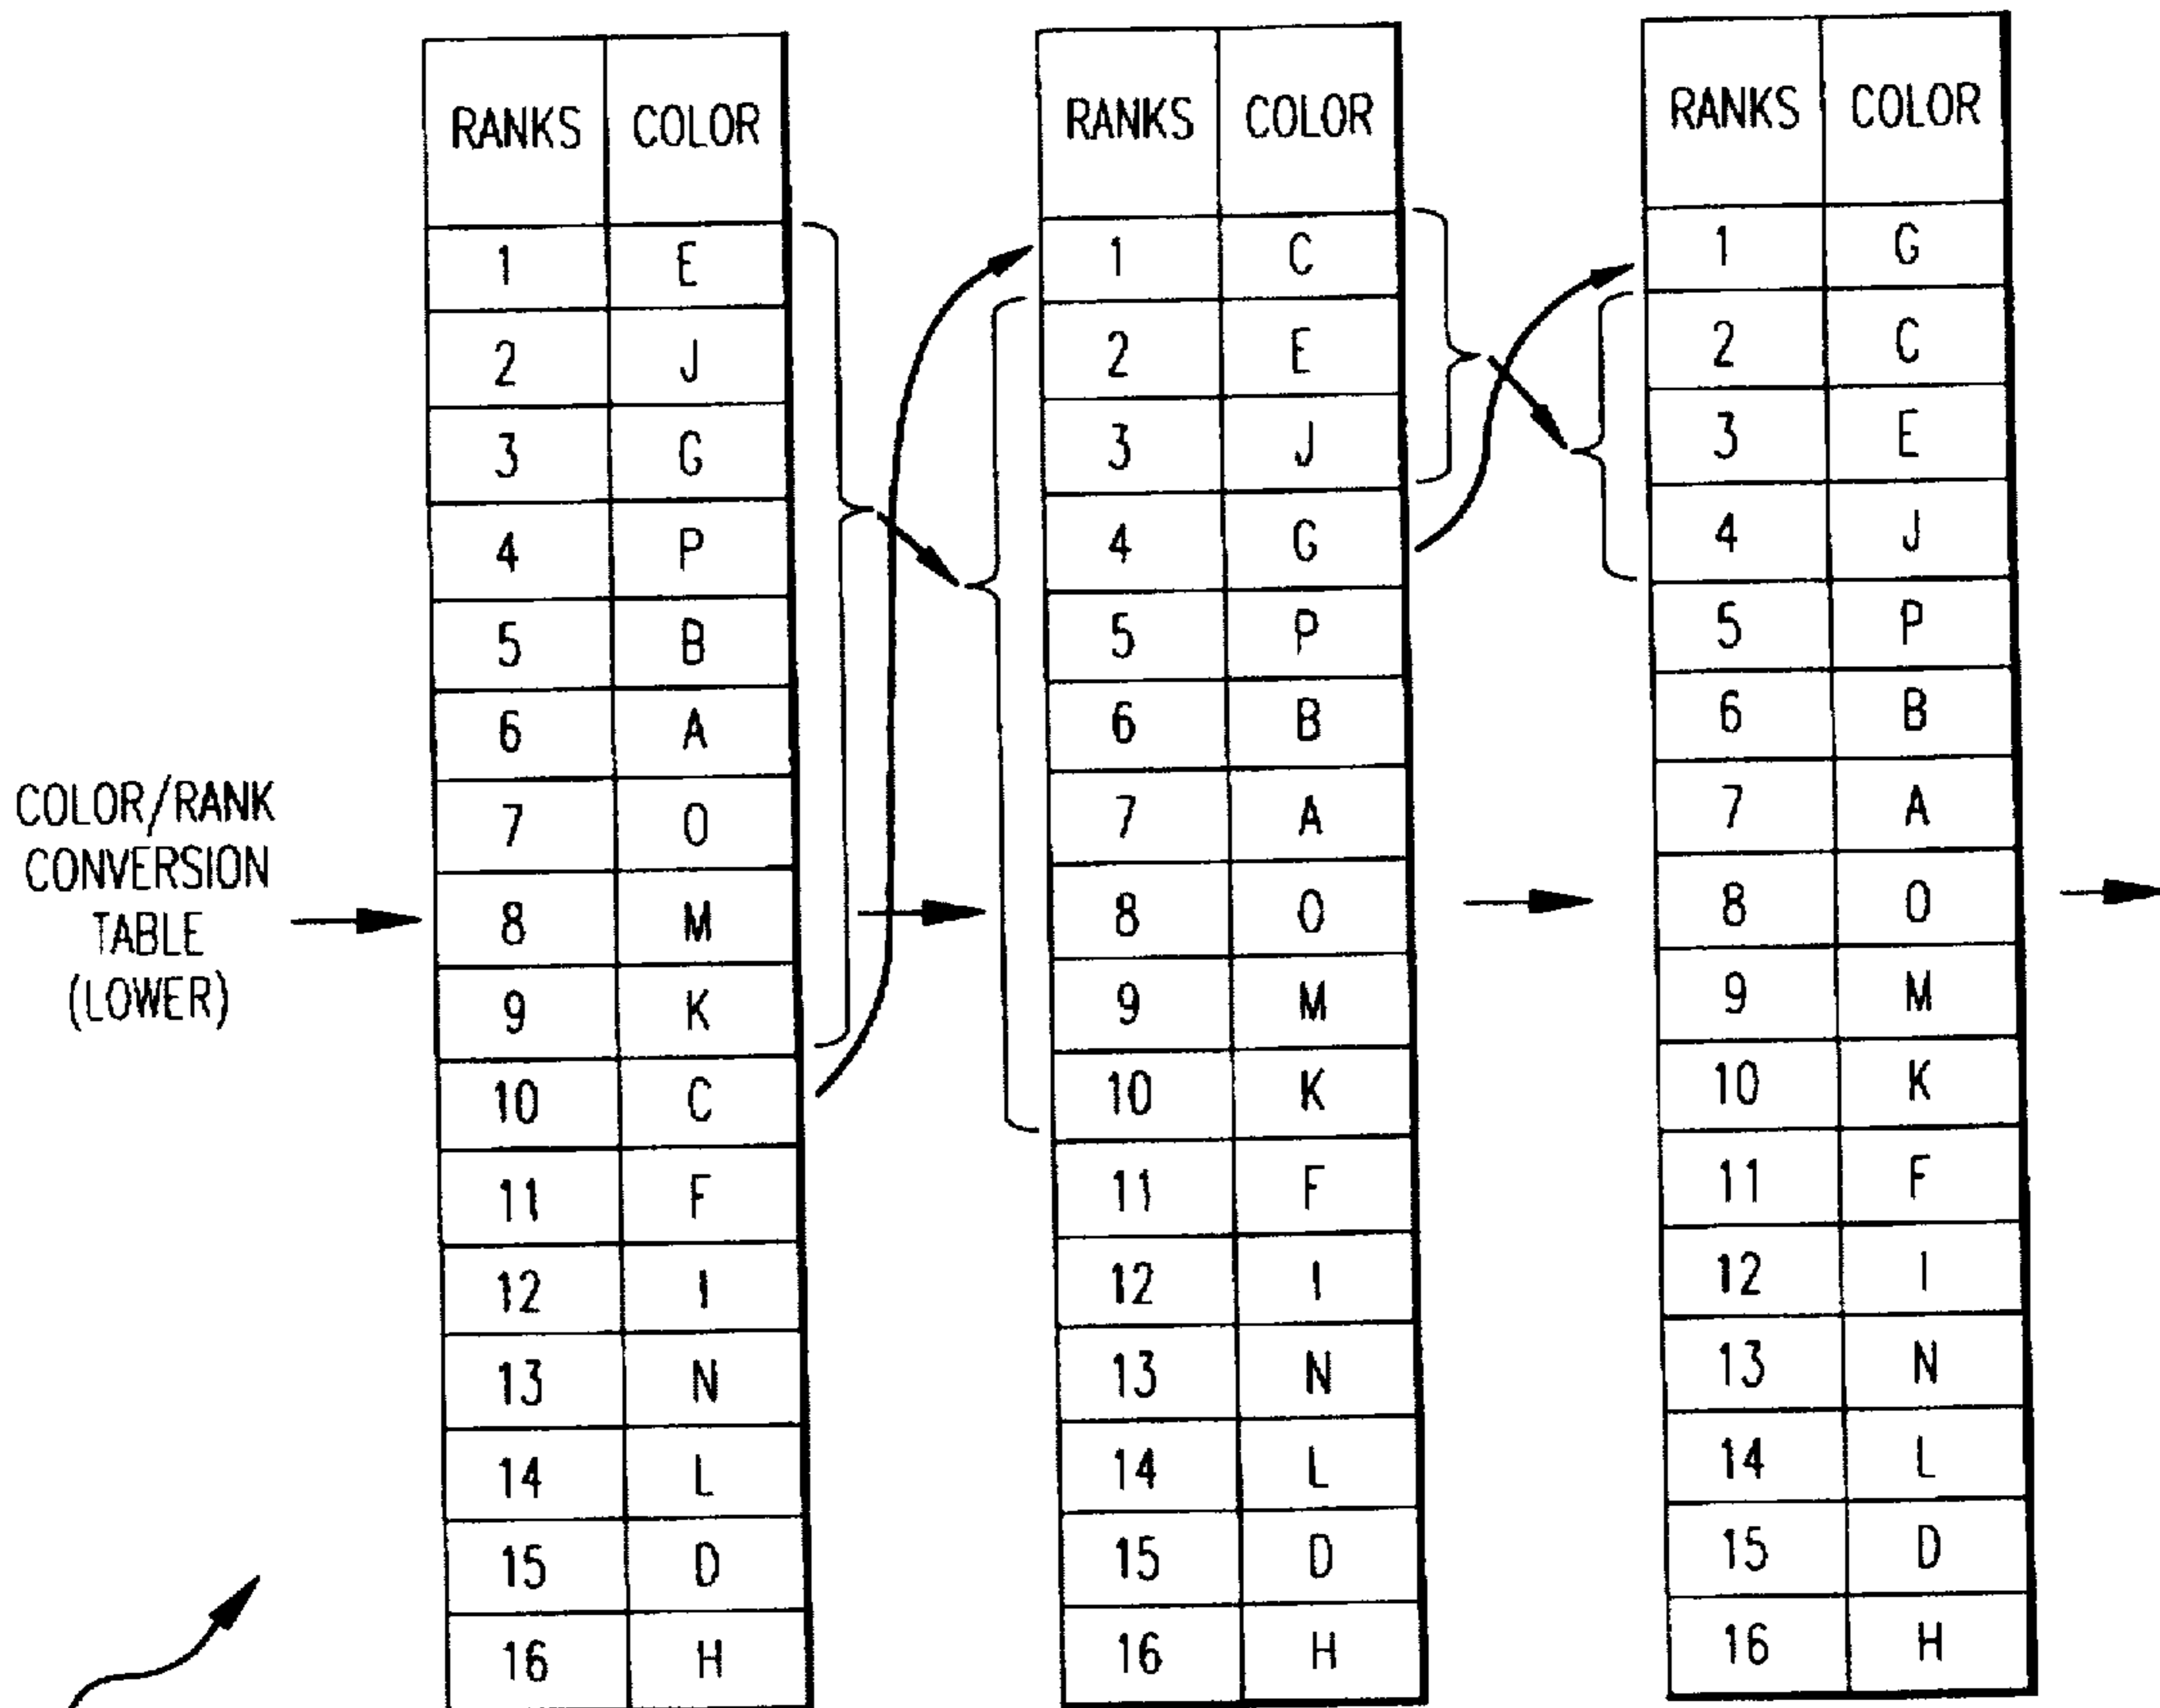 RANKS COLOR RANKS COLOR RANKS COLOR
1 E 1 C 1 G
2 J 2 E 2 C
3 G 3 J 3 E
4 P 4 G 4 J
5 B 5 P 5 P
6 A 6 B 6 B
COLOR/RANK
CONVERSION
TABLE
(LOWER)
7 O 7 A 7 A
8 M 8 O 8 O
9 K 9 M 9 M
10 C 10 K 10 K
11 F 11 F 11 F
12 I 12 I 12 I
13 N 13 N 13 N
14 L 14 L 14 L
15 D 15 D 15 D
16 H 16 H 16 H